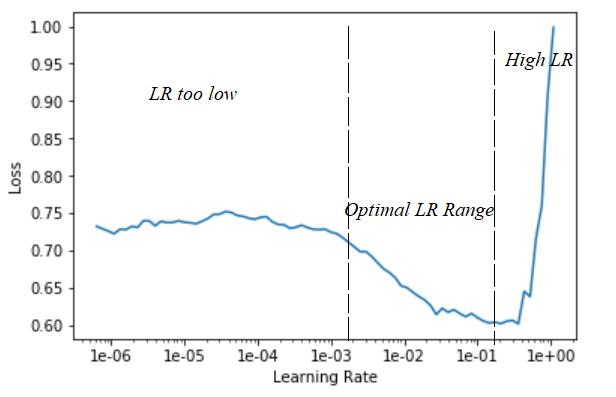 1.00
0.95
High LR
0.90
LR too low
0.85
0.80
0.75
Optimal LR Range
0.70
0.65
0.60
Loss
1e-06 1e-05 1e-04 1e-03 1e-02 1e-01 1e+00
Learning Rate